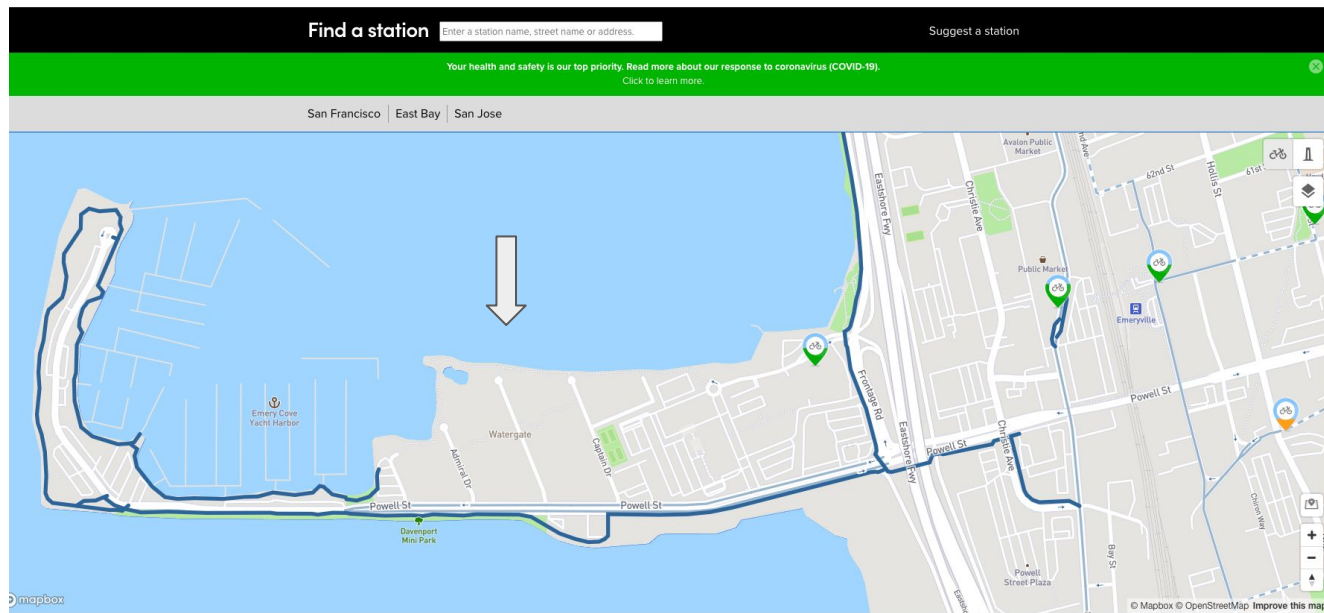 Find a station
Enter a station name, street name or address.
Suggest a station
Your health and safety is our top priority. Read more about our response to coronavirus (COVID-19).
Click to learn more.
San Francisco
East Bay
San Jose
Avalon Public
Market
62nd St
61st
Hollis St
Eastshore Fwy
Christie Ave
Public Market
Emeryville
Emery Cove
Yacht Harbor
Watergate
Admiral Dr
Captain Dr
Frontage Rd
Eastshore Fwy
Powell St
Powell St
Christie Ave
Powell St
Powell St
Davenport
Mini Park
Chiron Way
Bay St
Powell
Street Plaza
mapbox
© Mapbox © OpenStreetMap Improve this map